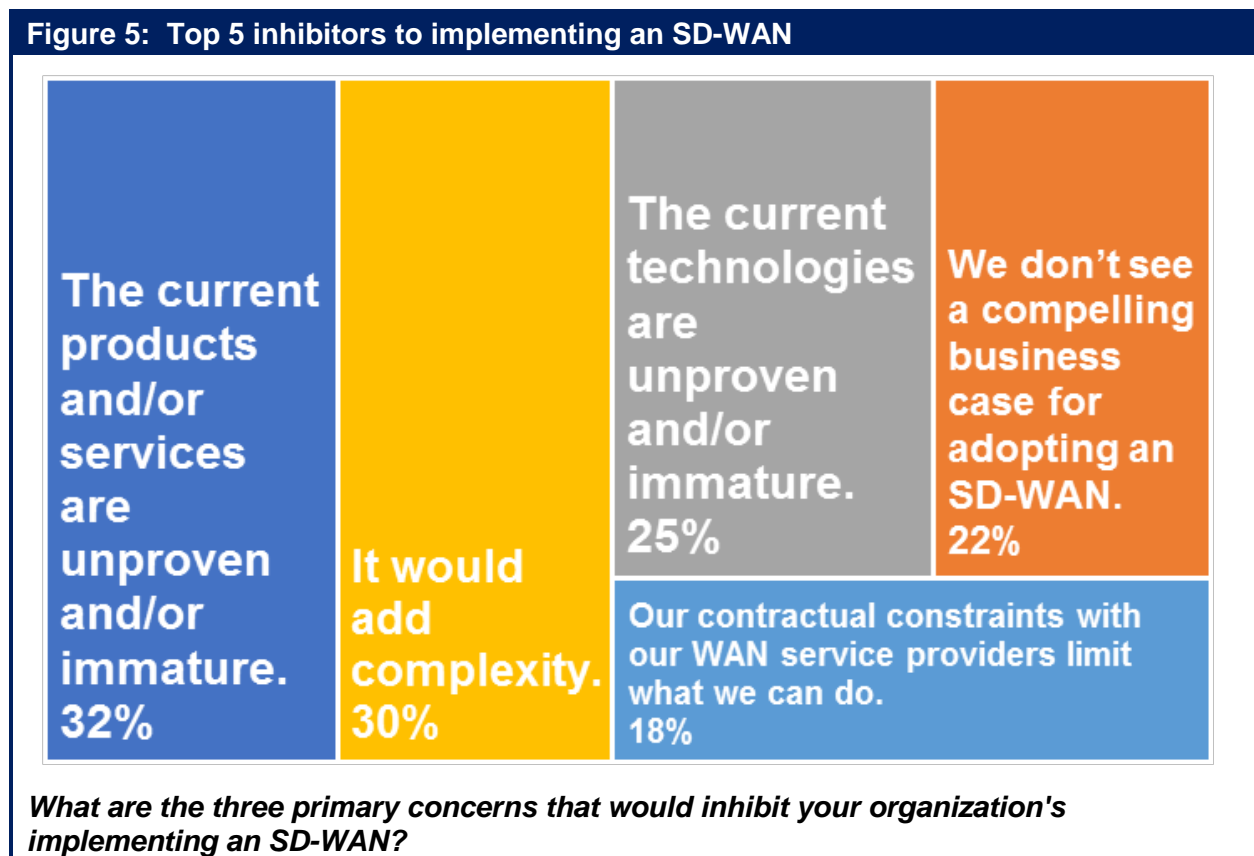 Figure 5:  Top 5 inhibitors to implementing an SD-WAN
The current
products
and/or
services
are
unproven
and/or
immature.
32%
It would
add
complexity.
30%
The current
technologies
are
unproven
and/or
immature.
25%
We don’t see
a compelling
business
case for
adopting an
SD-WAN.
22%
Our contractual constraints with
our WAN service providers limit
what we can do.
18%
What are the three primary concerns that would inhibit your organization's
implementing an SD-WAN?